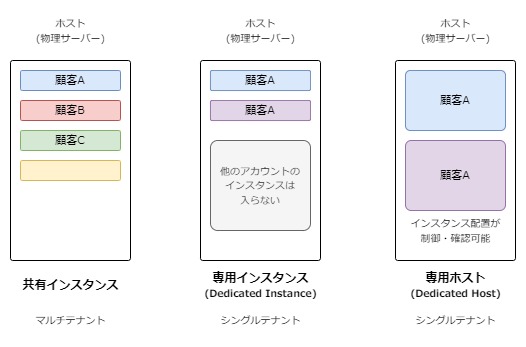 ホスト
(物理サーバー)
顧客A
顧客B
顧客C
共有インスタンス
マルチテナント
ホスト
(物理サーバー)
顧客A
顧客A
他のアカウントの
インスタンスは
入らない
専用インスタンス
(Dedicated Instance)
シングルテナント
ホスト
(物理サーバー)
顧客A
顧客A
インスタンス配置が
制御・確認可能
専用ホスト
(Dedicated Host)
シングルテナント